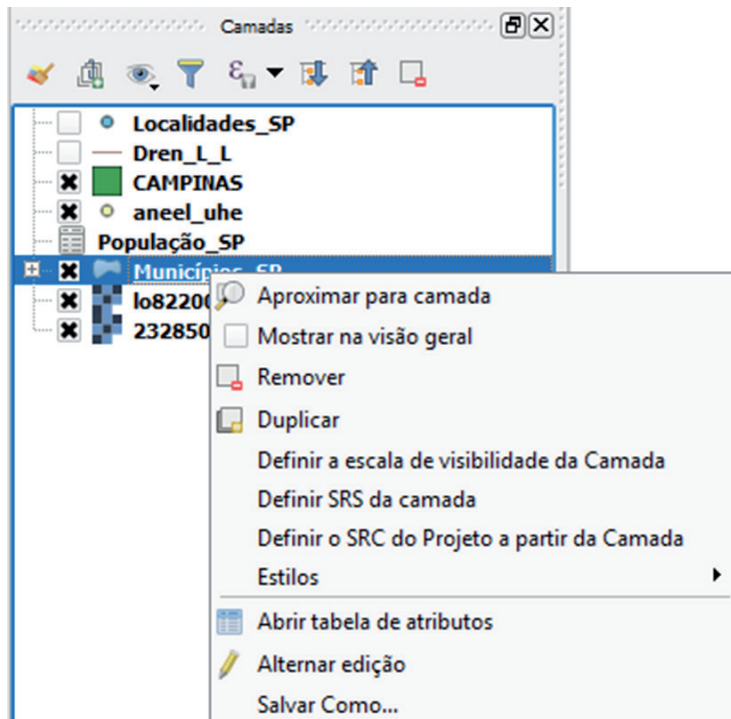 Camadas
Localidades_SP
Dren_L_L
CAMPINAS
aneel_uhe
População_SP
Municípios_SP
lo82200
232850
Aproximar para camada
Mostrar na visão geral
Remover
Duplicar
Definir a escala de visibilidade da Camada
Definir SRS da camada
Definir o SRC do Projeto a partir da Camada
Estilos
Abrir tabela de atributos
Alternar edição
Salvar Como...